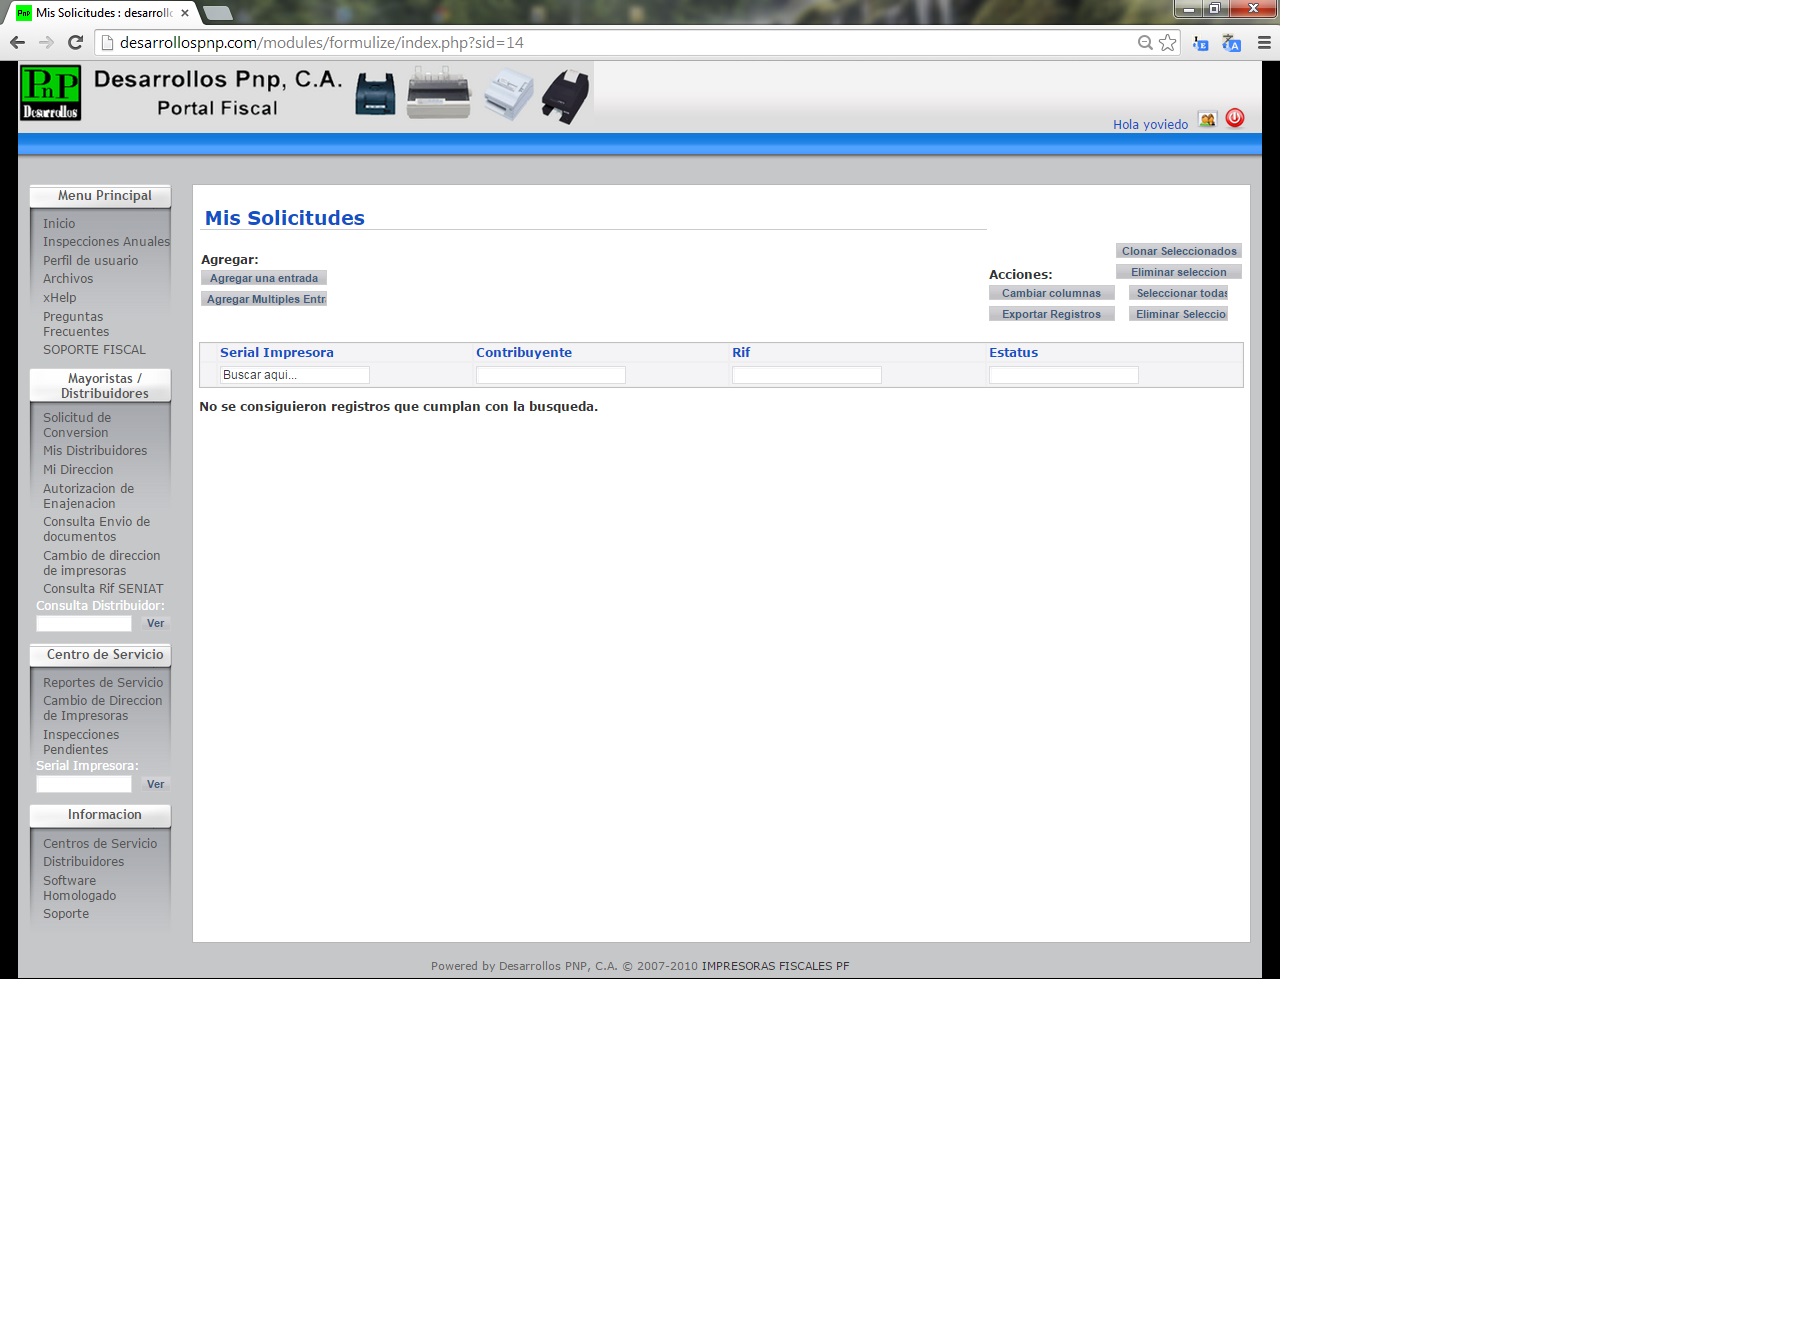 Mis Solicitudes : desarroll
desarrollospnp.com/modules/formulize/index.php?sid=14
PnP
Desarrollos
Desarrollos Pnp, C.A.
Portal Fiscal
Hola yoviedo
Menu Principal
Inicio
Inspecciones Anuales
Perfil de usuario
Archivos
xHelp
Preguntas
Frecuentes
SOPORTE FISCAL
Mayoristas /
Distribuidores
Solicitud de
Conversion
Mis Distribuidores
Mi Direccion
Autorizacion de
Enajenacion
Consulta Envio de
documentos
Cambio de direccion
de impresoras
Consulta Rif SENIAT
Consulta Distribuidor:
Ver
Centro de Servicio
Reportes de Servicio
Cambio de Direccion
de Impresoras
Inspecciones
Pendientes
Serial Impresora:
Ver
Informacion
Centros de Servicio
Distribuidores
Software
Homologado
Soporte
Mis Solicitudes
Agregar:
Agregar una entrada
Agregar Multiples Entr
Acciones:
Clonar Seleccionados
Eliminar seleccion
Cambiar columnas
Seleccionar todas
Exportar Registros
Eliminar Seleccio
Serial Impresora Contribuyente Rif Estatus
Buscar aqui...
No se consiguieron registros que cumplan con la busqueda.
Powered by Desarrollos PNP, C.A. © 2007-2010 IMPRESORAS FISCALES PF